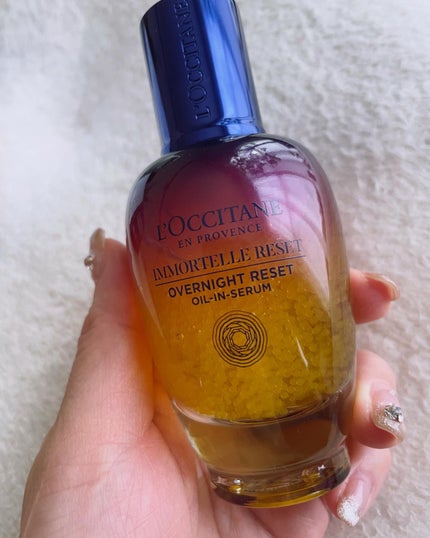 L'OCCITANE
L'OCCITANE
EN PROVENCE
IMMORTELLE RESET
OVERNIGHT RESET
OIL-IN-SERUM